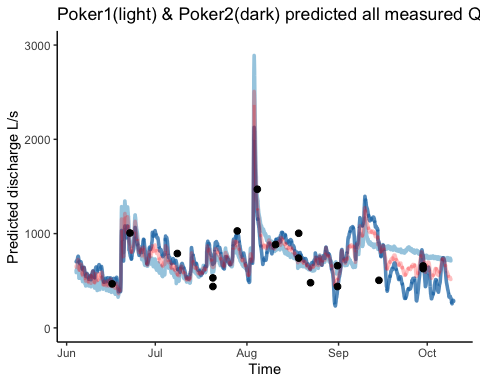 Poker1(light) & Poker2(dark) predicted all measured Q
3000
2000
1000
0
Predicted discharge L/s
Jun Jul Aug Sep Oct
Time